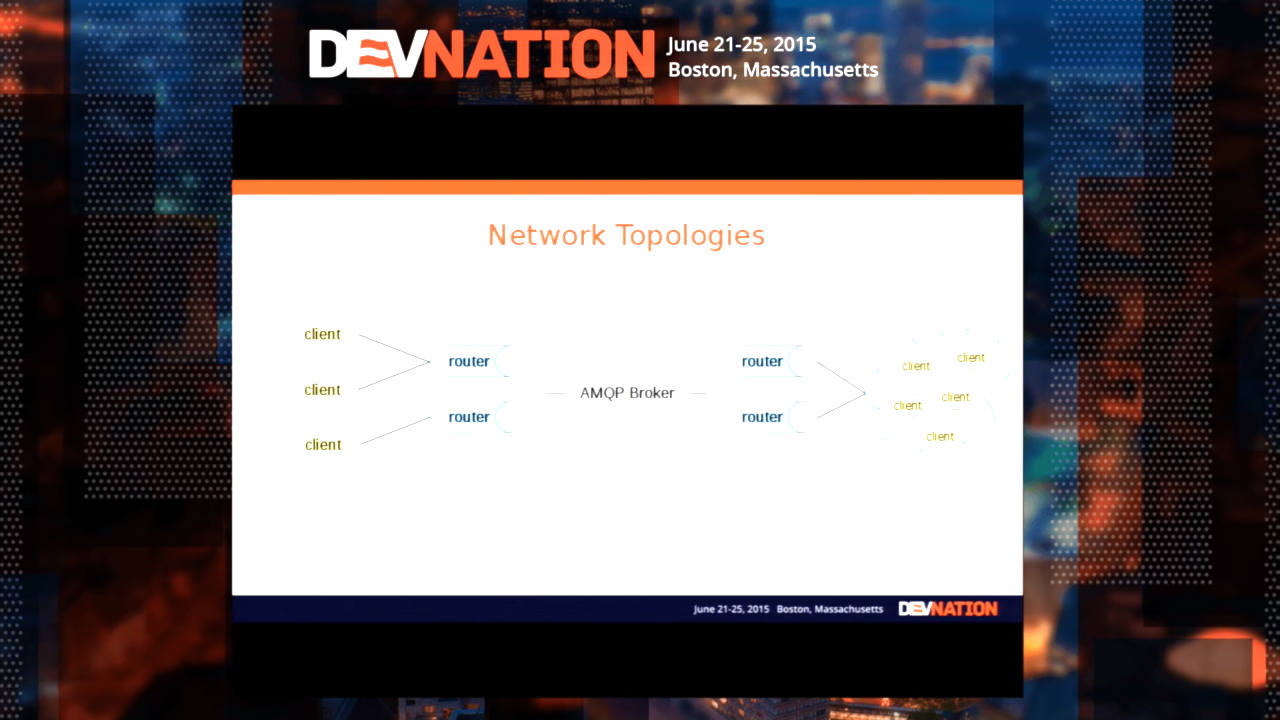 DEVNATION
June 21-25, 2015
Boston, Massachusetts
Network Topologies
client
client
client
router
router
AMQP Broker
router
router
client
client
client
client
client
June 21-25, 2015 Boston, Massachusetts DEVNATION